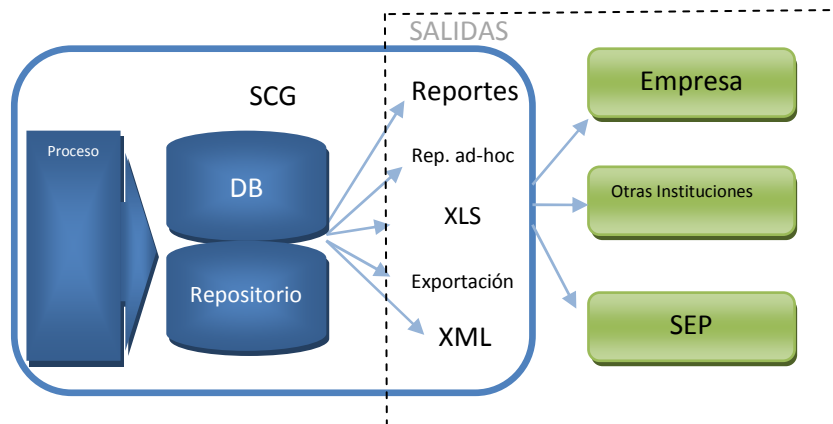 SALIDAS
SCG
Proceso
DB
Repositorio
Reportes
Rep. ad-hoc
XLS
Exportación
XML
Empresa
Otras Instituciones
SEP